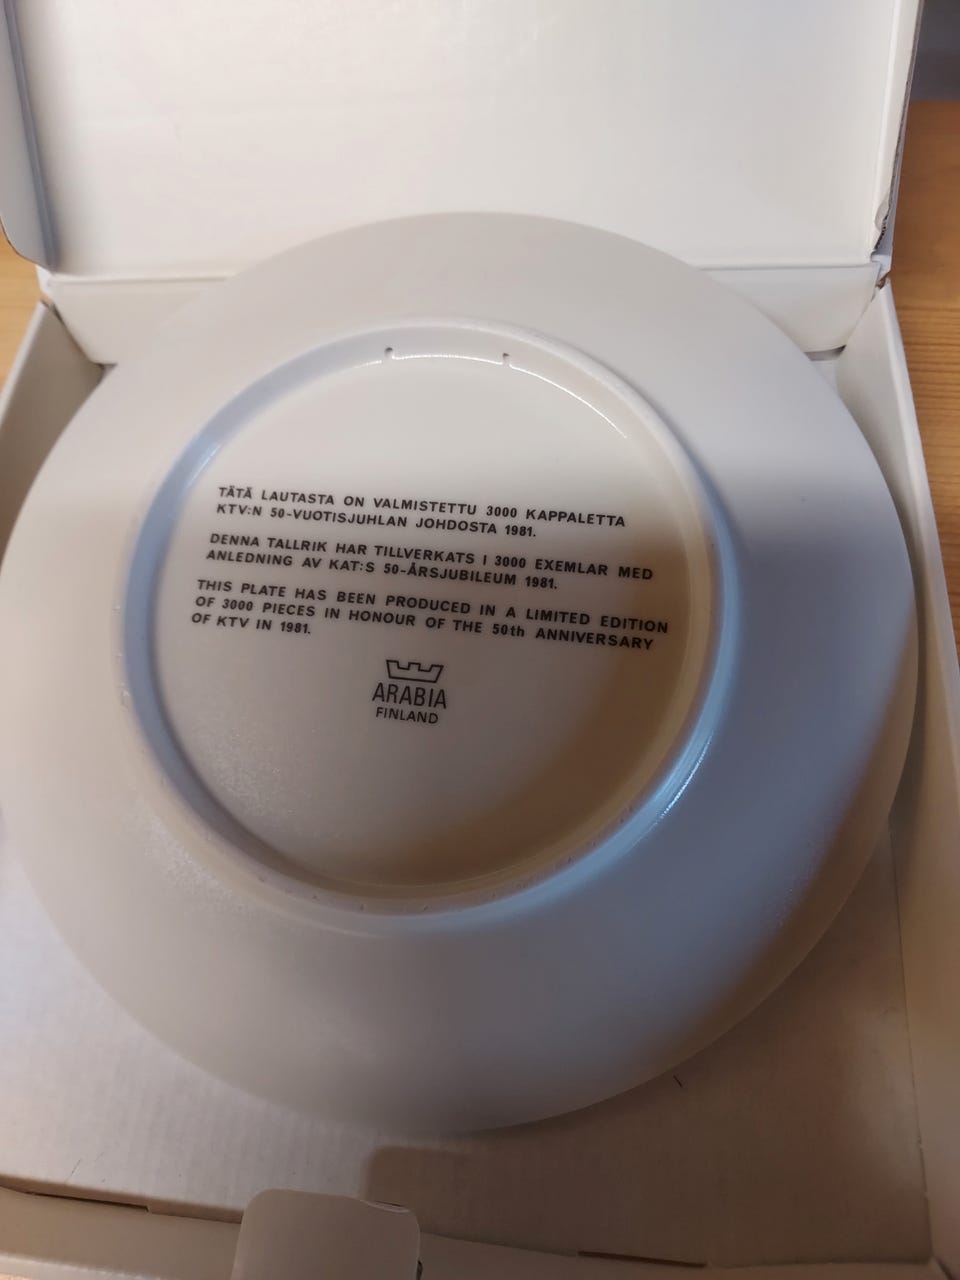 TÄTÄ LAUTASTA ON VALMISTETTU 3000 KAPPALETTA
KTV:N 50-VUOTISJUHLAN JOHDOSTA 1981.
DENNA TALLRIK HAR TILLVERKATS I 3000 EXEMLAR MED
ANLEDNING AV KAT:S 50-ÅRSJUBILEUM 1981.
THIS PLATE HAS BEEN PRODUCED IN A LIMITED EDITION
OF 3000 PIECES IN HONOUR OF THE 50th ANNIVERSARY
OF KTV IN 1981.
ARABIA
FINLAND